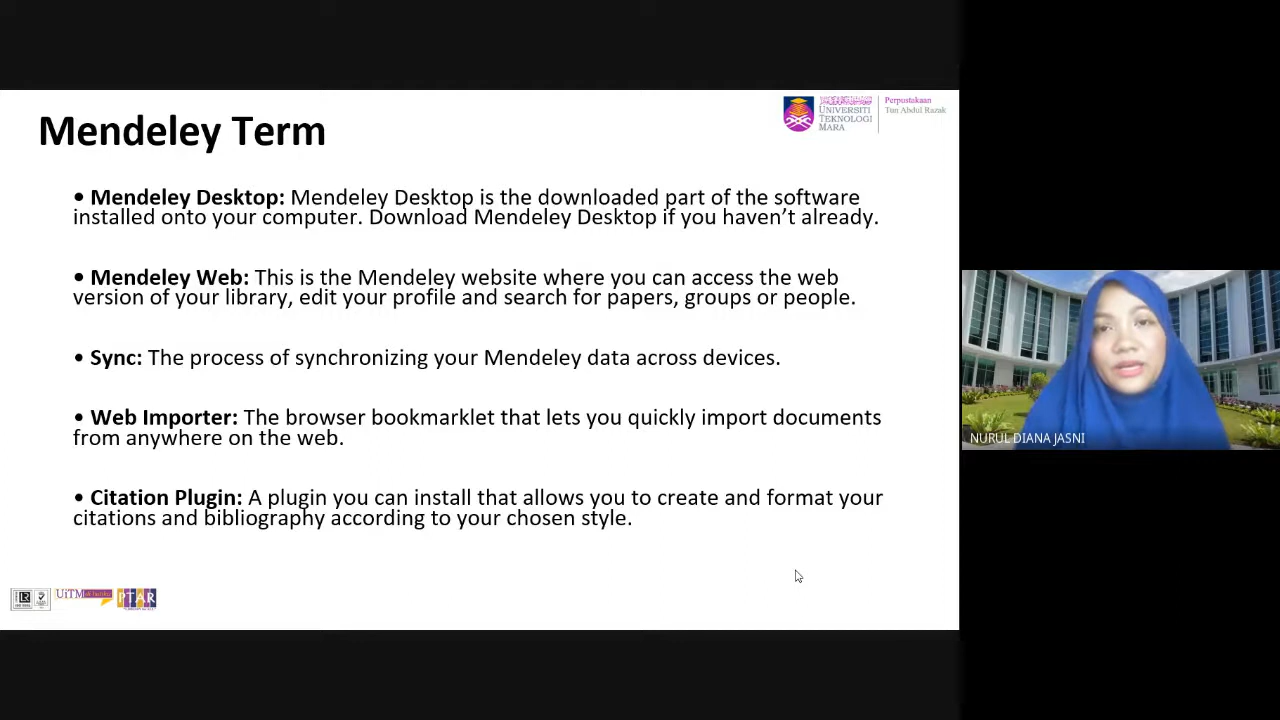 Mendeley Term
UNIVERSITI
TEKNOLOGI
MARA
Perpustakaan
Tun Abdul Razak
• Mendeley Desktop: Mendeley Desktop is the downloaded part of the software
installed onto your computer. Download Mendeley Desktop if you haven’t already.
• Mendeley Web: This is the Mendeley website where you can access the web
version of your library, edit your profile and search for papers, groups or people.
• Sync: The process of synchronizing your Mendeley data across devices.
• Web Importer: The browser bookmarklet that lets you quickly import documents
from anywhere on the web.
• Citation Plugin: A plugin you can install that allows you to create and format your
citations and bibliography according to your chosen style.
NURUL DIANA JASNI
UiTM
PTAR